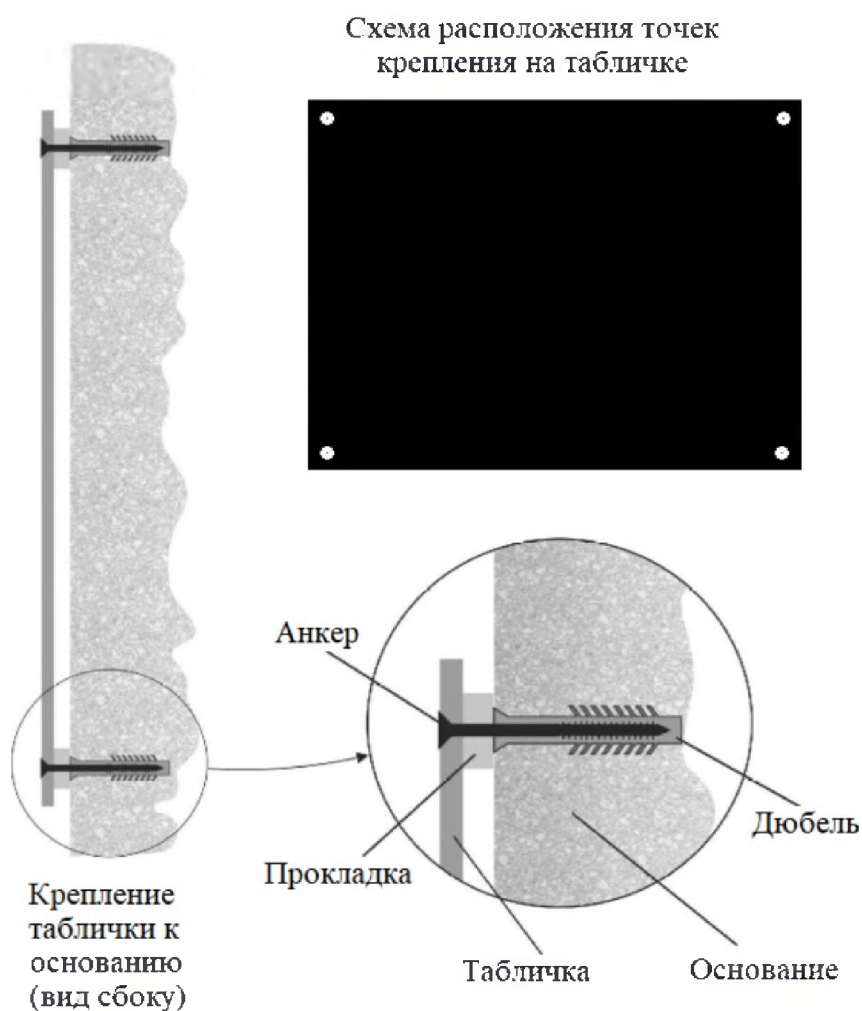 Схема расположения точек
крепления на табличке
Анкер
Дюбель
Прокладка
Крепление
таблички к
основанию
(вид сбоку)
Табличка
Основание